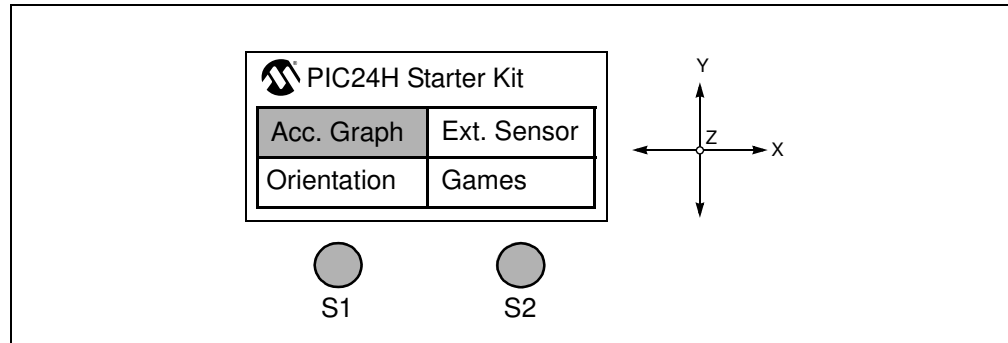 PIC24H Starter Kit
Acc. Graph Ext. Sensor
Orientation Games
S1 S2
Y
Z
X